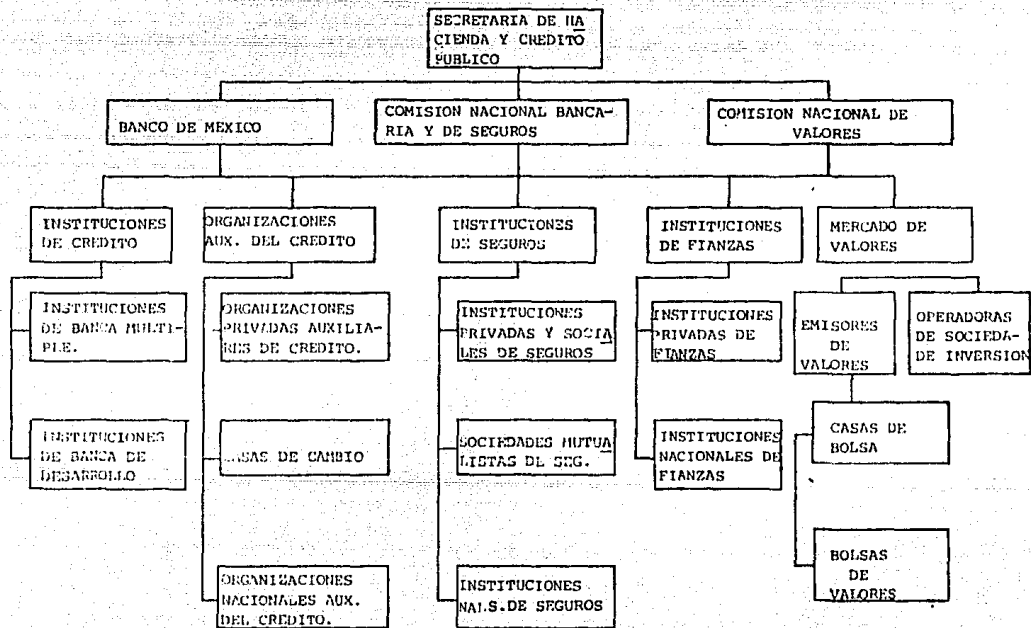 SECRETARIA DE HA
CIENDA Y CREDITO
PUBLICO
BANCO DE MEXICO
COMISION NACIONAL BANCA-
RIA Y DE SEGUROS
COMISION NACIONAL DE
VALORES
INSTITUCIONES
DE CREDITO
ORGANIZACIONES
AUX. DEL CREDITO
INSTITUCIONES
DE SEGUROS
INSTITUCIONES
DE FIANZAS
MERCADO DE
VALORES
INSTITUCIONES
DE BANCA MULTI-
PLE.
ORGANIZACIONES
PRIVADAS AUXILIA-
RES DE CREDITO.
INSTITUCIONES
PRIVADAS Y SOCIA
LES DE SEGUROS
INSTITUCIONES
PRIVADAS DE
FIANZAS
EMISORES
DE
VALORES
OPERADORAS
DE SOCIEDA-
DE INVERSION
INSTITUCIONES
DE BANCA DE
DESARROLLO
CASAS DE CAMBIO
SOCIEDADES MUTUA
LISTAS DE SEG.
INSTITUCIONES
NACIONALES DE
FIANZAS
CASAS DE
BOLSA
ORGANIZACIONES
NACIONALES AUX.
DEL CREDITO.
INSTITUCIONES
NALS.DE SEGUROS
BOLSAS
DE
VALORES